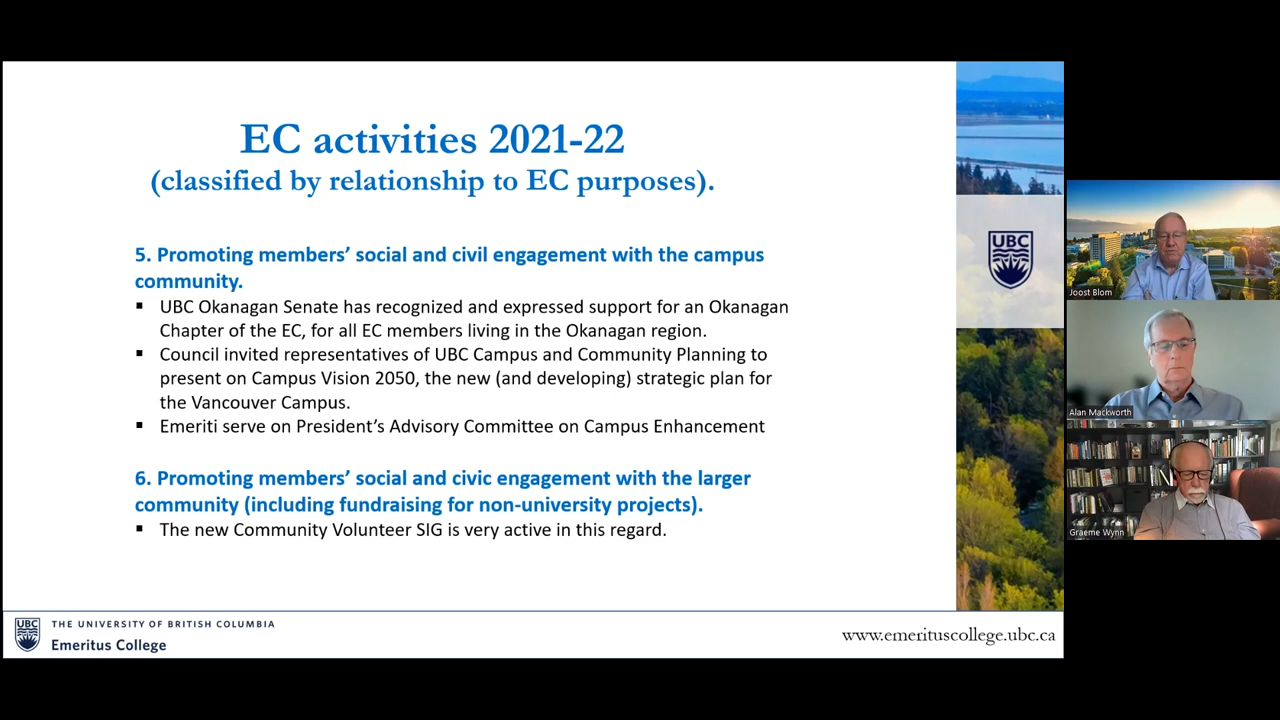 EC activities 2021-22
(classified by relationship to EC purposes).
5. Promoting members’ social and civil engagement with the campus
community.
▪ UBC Okanagan Senate has recognized and expressed support for an Okanagan
Chapter of the EC, for all EC members living in the Okanagan region.
▪ Council invited representatives of UBC Campus and Community Planning to
present on Campus Vision 2050, the new (and developing) strategic plan for
the Vancouver Campus.
▪ Emeriti serve on President’s Advisory Committee on Campus Enhancement
6. Promoting members’ social and civic engagement with the larger
community (including fundraising for non-university projects).
▪ The new Community Volunteer SIG is very active in this regard.
UBC
UBC
THE UNIVERSITY OF BRITISH COLUMBIA
Emeritus College
www.emerituscollege.ubc.ca
Joost Blom
Alan Mackworth
Graeme Wynn